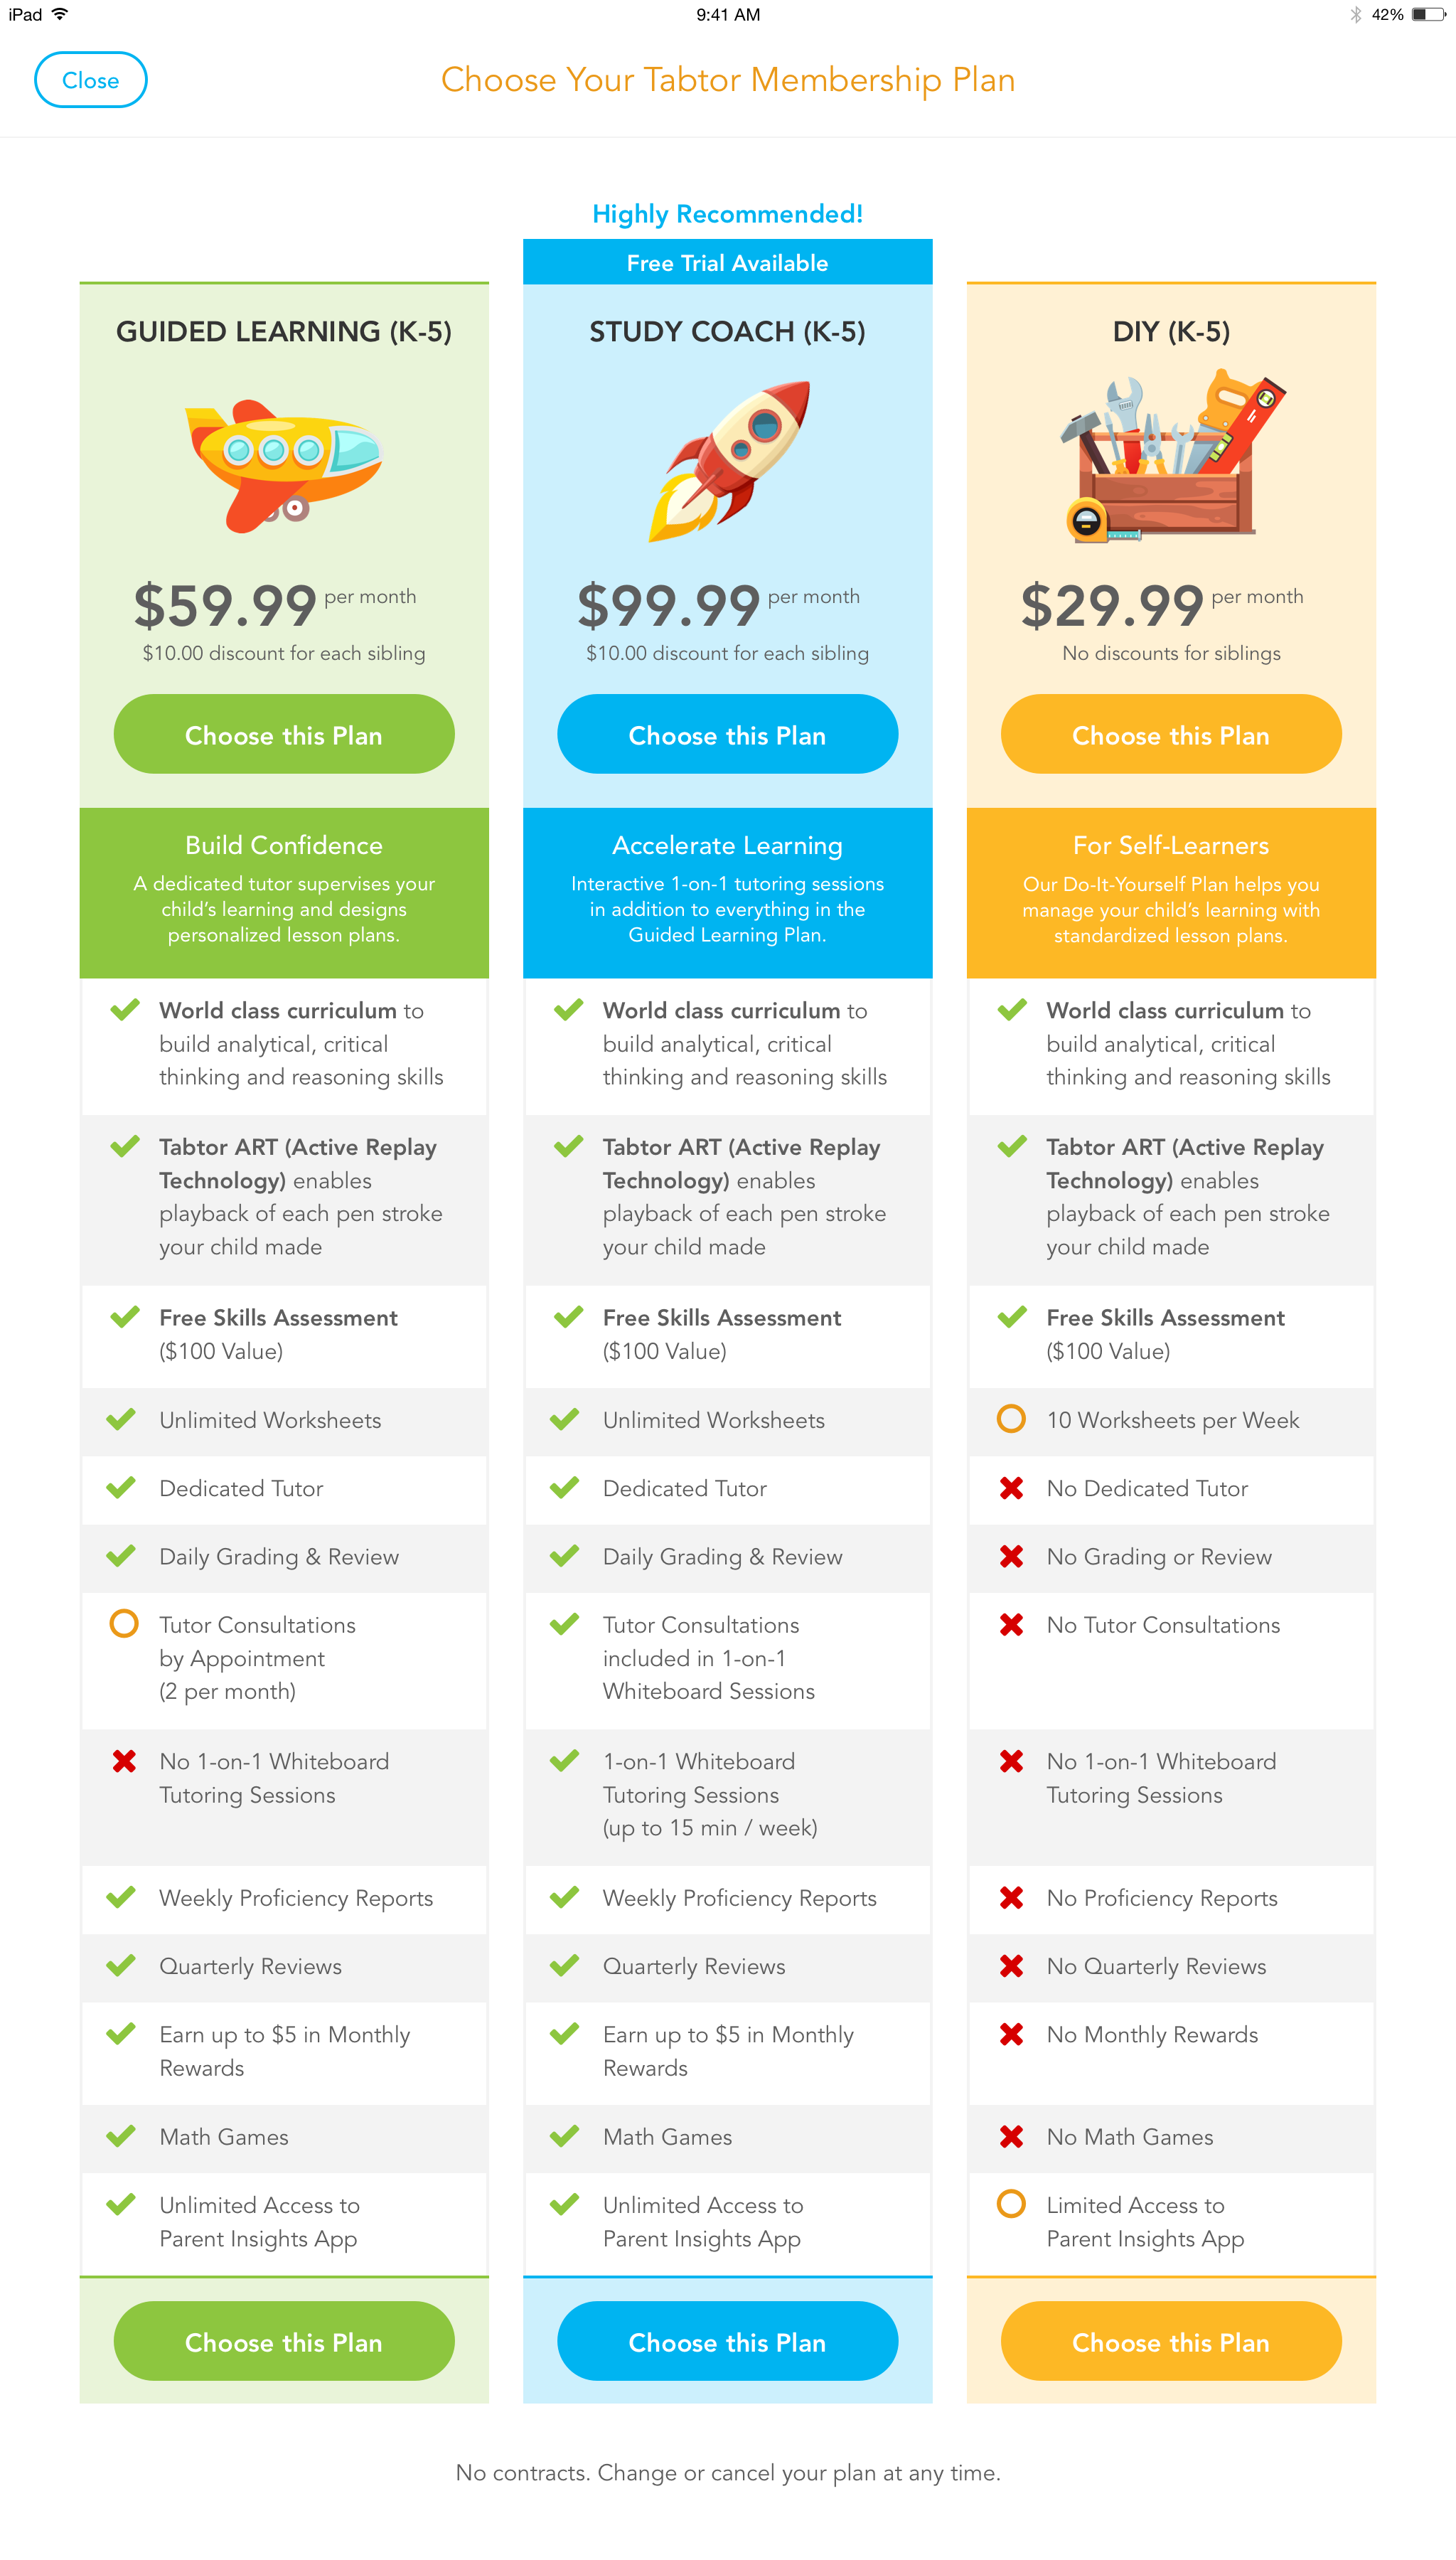 iPad
9:41 AM
42%
Close
Choose Your Tabtor Membership Plan
Highly Recommended!
Free Trial Available
GUIDED LEARNING (K-5)
$59.99 per month
$10.00 discount for each sibling
Choose this Plan
Build Confidence
A dedicated tutor supervises your
child’s learning and designs
personalized lesson plans.
World class curriculum to
build analytical, critical
thinking and reasoning skills
Tabtor ART (Active Replay
Technology) enables
playback of each pen stroke
your child made
Free Skills Assessment
($100 Value)
Unlimited Worksheets
Dedicated Tutor
Daily Grading & Review
Tutor Consultations
by Appointment
(2 per month)
No 1-on-1 Whiteboard
Tutoring Sessions
Weekly Proficiency Reports
Quarterly Reviews
Earn up to $5 in Monthly
Rewards
Math Games
Unlimited Access to
Parent Insights App
Choose this Plan
STUDY COACH (K-5)
$99.99 per month
$10.00 discount for each sibling
Choose this Plan
Accelerate Learning
Interactive 1-on-1 tutoring sessions
in addition to everything in the
Guided Learning Plan.
World class curriculum to
build analytical, critical
thinking and reasoning skills
Tabtor ART (Active Replay
Technology) enables
playback of each pen stroke
your child made
Free Skills Assessment
($100 Value)
Unlimited Worksheets
Dedicated Tutor
Daily Grading & Review
Tutor Consultations
included in 1-on-1
Whiteboard Sessions
1-on-1 Whiteboard
Tutoring Sessions
(up to 15 min / week)
Weekly Proficiency Reports
Quarterly Reviews
Earn up to $5 in Monthly
Rewards
Math Games
Unlimited Access to
Parent Insights App
Choose this Plan
DIY (K-5)
$29.99 per month
No discounts for siblings
Choose this Plan
For Self-Learners
Our Do-It-Yourself Plan helps you
manage your child’s learning with
standardized lesson plans.
World class curriculum to
build analytical, critical
thinking and reasoning skills
Tabtor ART (Active Replay
Technology) enables
playback of each pen stroke
your child made
Free Skills Assessment
($100 Value)
10 Worksheets per Week
No Dedicated Tutor
No Grading or Review
No Tutor Consultations
No 1-on-1 Whiteboard
Tutoring Sessions
No Proficiency Reports
No Quarterly Reviews
No Monthly Rewards
No Math Games
Limited Access to
Parent Insights App
Choose this Plan
No contracts. Change or cancel your plan at any time.